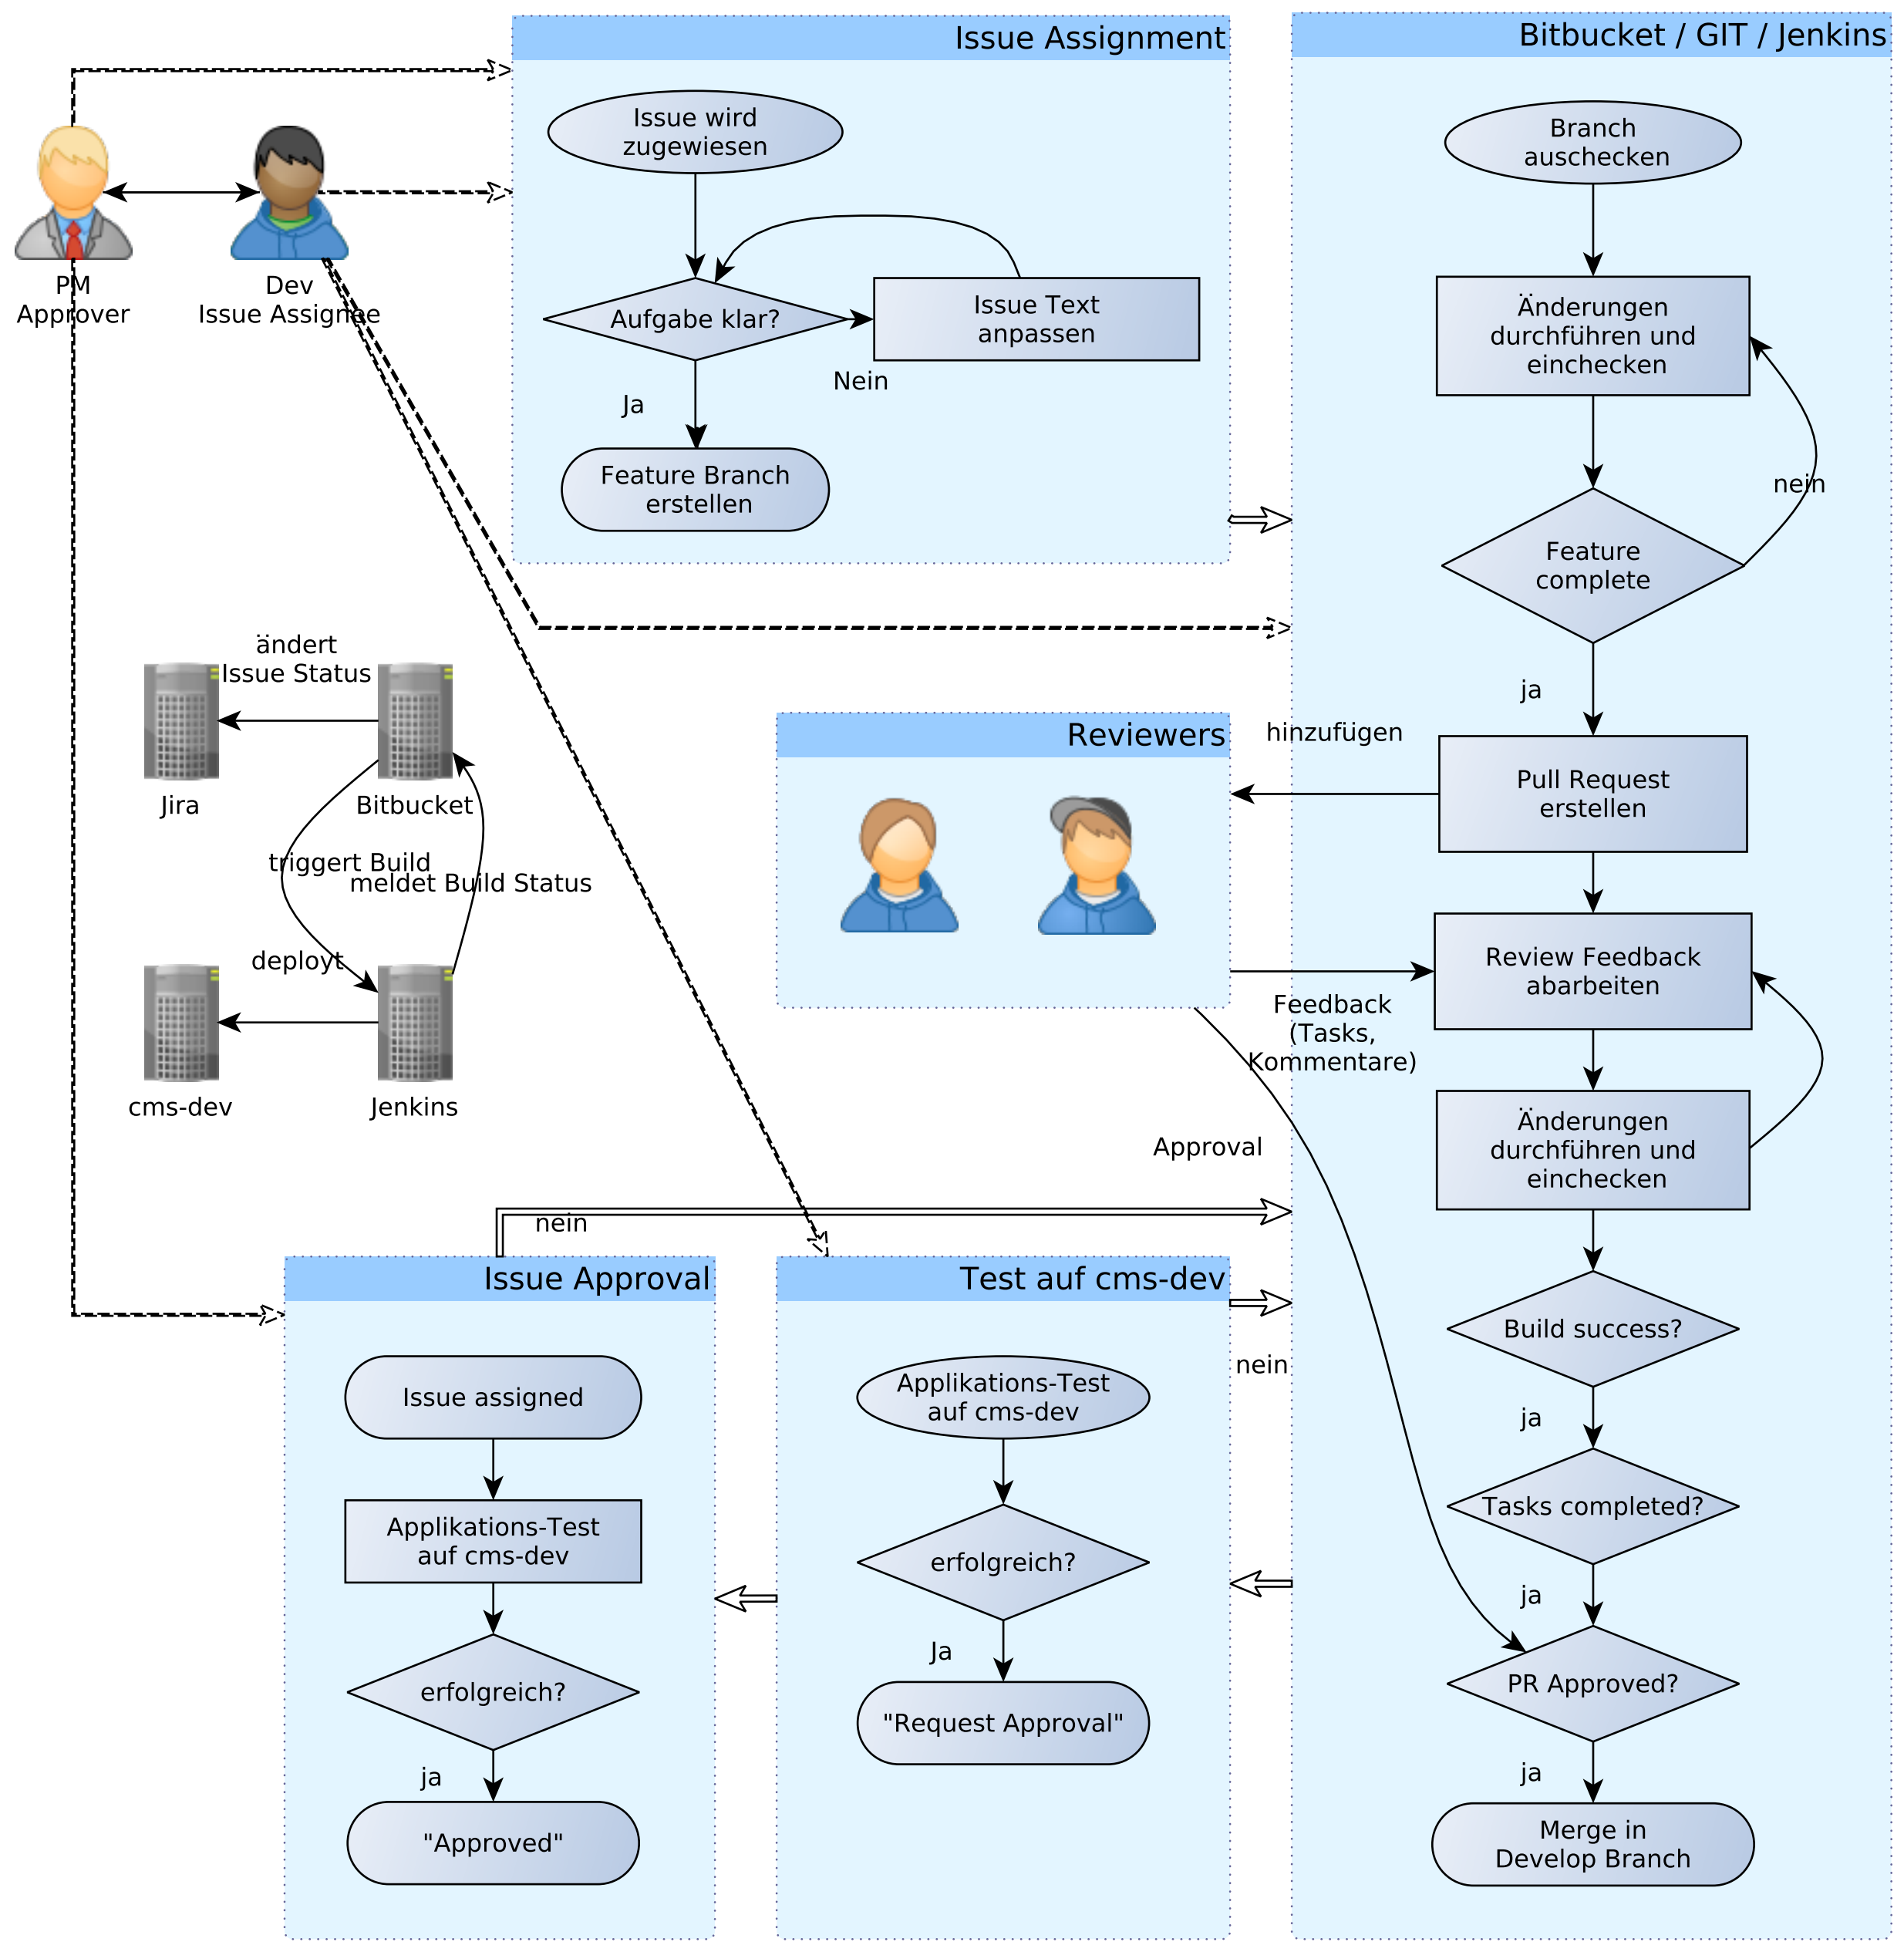 Issue Assignment
Issue wird
zugewiesen
Aufgabe klar?
Issue Text
anpassen
Nein
Ja
Feature Branch
erstellen
PM
Approver
Dev
Issue Assignee
ändert
Issue Status
Jira
Bitbucket
triggert Build
meldet Build Status
deployt
cms-dev
Jenkins
Bitbucket / GIT / Jenkins
Branch
auschecken
Änderungen
durchführen und
einchecken
nein
Feature
complete
ja
hinzufügen
Pull Request
erstellen
Reviewers
Review Feedback
abarbeiten
Feedback
(Tasks,
Kommentare)
Approval
Änderungen
durchführen und
einchecken
Build success?
ja
Tasks completed?
ja
PR Approved?
ja
Merge in
Develop Branch
nein
Test auf cms-dev
nein
Applikations-Test
auf cms-dev
erfolgreich?
Ja
"Request Approval"
Issue Approval
Issue assigned
Applikations-Test
auf cms-dev
erfolgreich?
ja
"Approved"